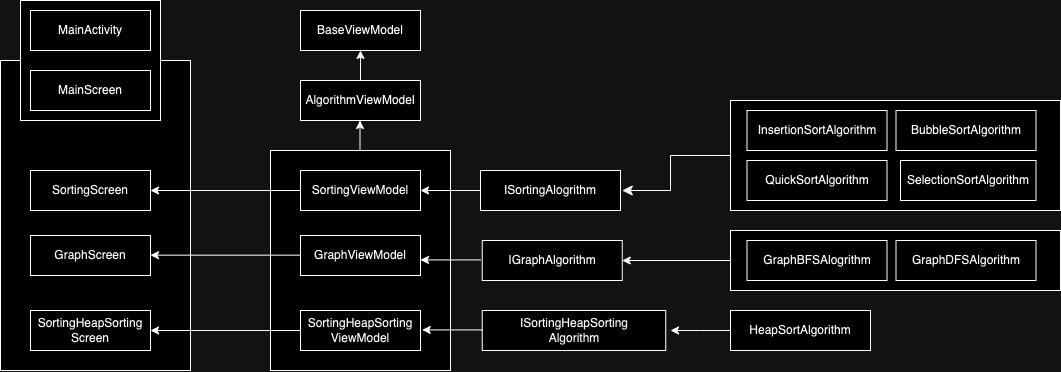 MainActivity
BaseViewModel
MainScreen
AlgorithmViewModel
InsertionSortAlgorithm
BubbleSortAlgorithm
QuickSortAlgorithm
SelectionSortAlgorithm
SortingScreen
SortingViewModel
ISortingAlogrithm
GraphScreen
GraphViewModel
IGraphAlgorithm
GraphBFSAlogrithm
GraphDFSAlgorithm
SortingHeapSorting
Screen
SortingHeapSorting
ViewModel
ISortingHeapSorting
Algorithm
HeapSortAlgorithm